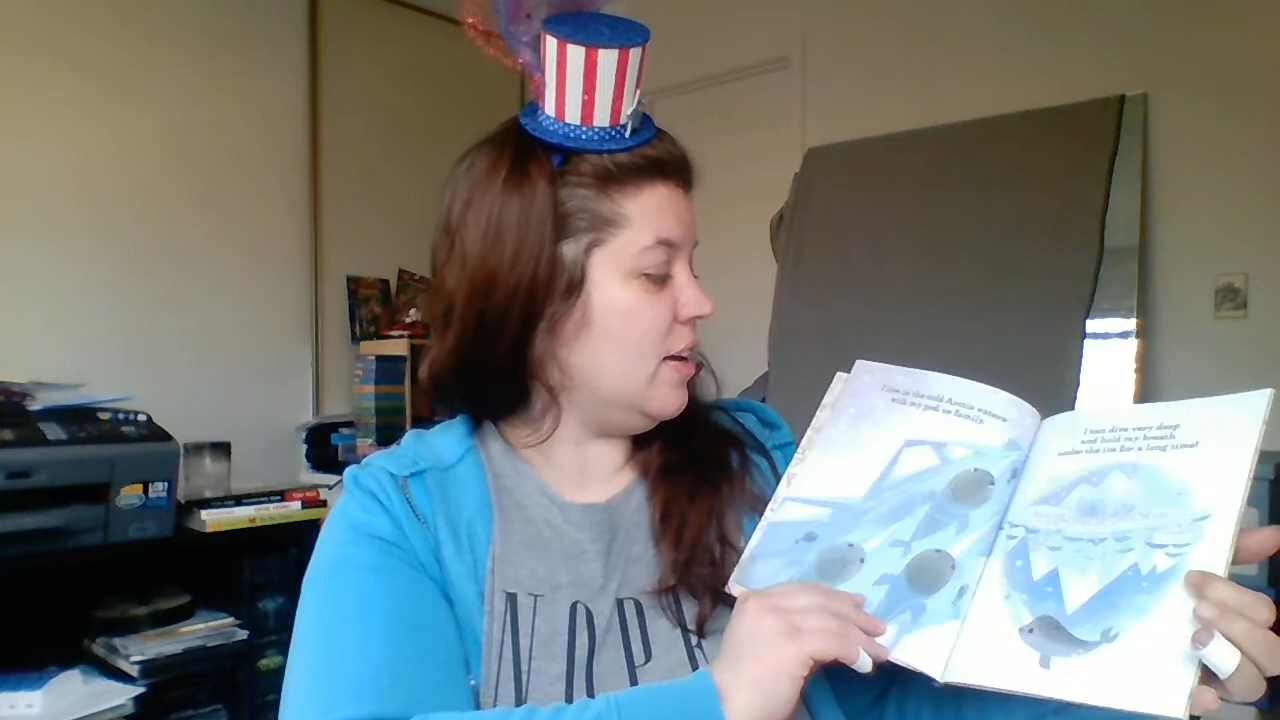 NOPE
I live in the cold Arctic waters
with my pod, or family.
I can dive very deep
and hold my breath
under the ice for a long time!